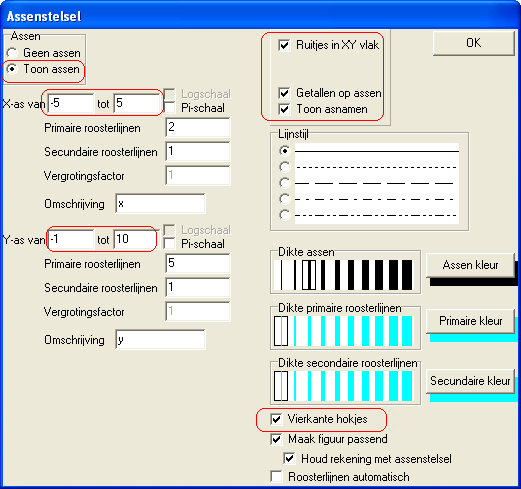 Assenstelsel
Assen
Geen assen
Toon assen
X-as van -5 tot 5
Logschaal
Pi-schaal
Primaire roosterlijnen 2
Secundaire roosterlijnen 1
Vergrotingsfactor 1
Omschrijving x
Y-as van -1 tot 10
Logschaal
Pi-schaal
Primaire roosterlijnen 5
Secundaire roosterlijnen 1
Vergrotingsfactor 1
Omschrijving y
Ruitjes in XY vlak
Getallen op assen
Toon asnamen
OK
Lijnstijl
Dikte assen
Assen kleur
Dikte primaire roosterlijnen
Primaire kleur
Dikte secondaire roosterlijnen
Secundaire kleur
Vierkante hokjes
Maak figuur passend
Houd rekening met assenstelsel
Roosterlijnen automatisch